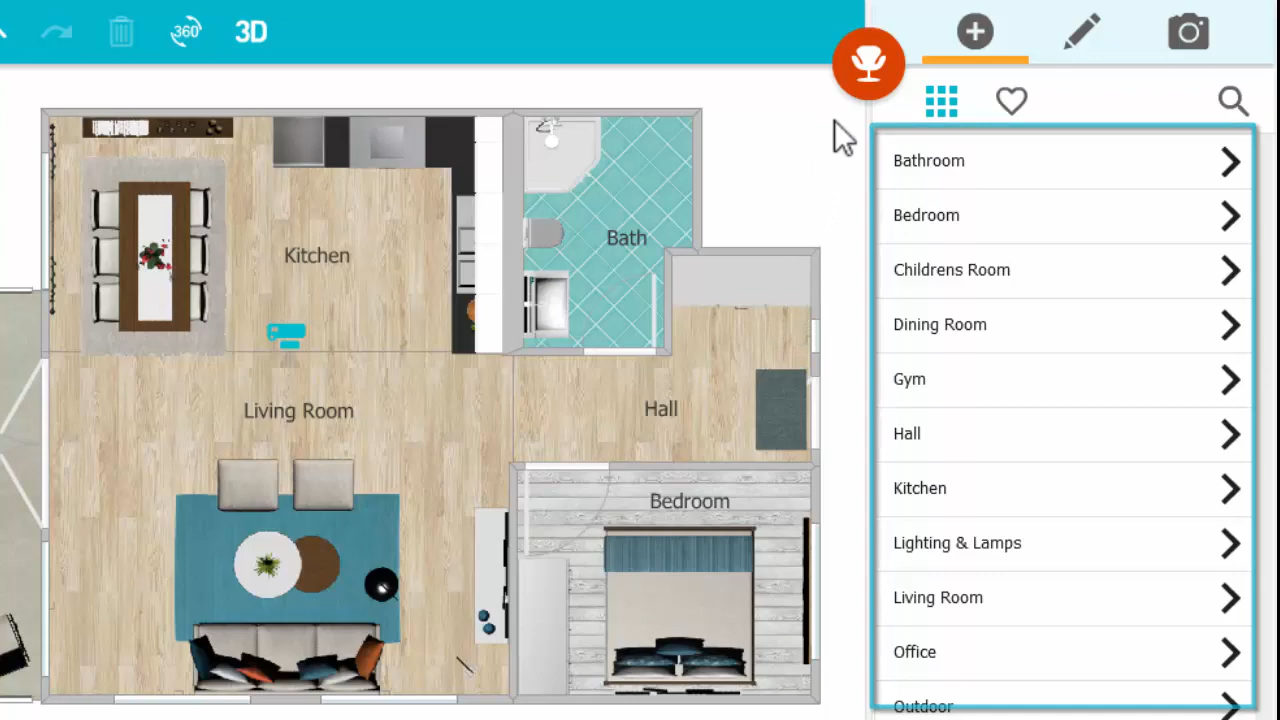 360
3D
Bathroom
Bedroom
Childrens Room
Dining Room
Gym
Hall
Kitchen
Lighting & Lamps
Living Room
Office
Outdoor
Kitchen
Bath
Living Room
Hall
Bedroom